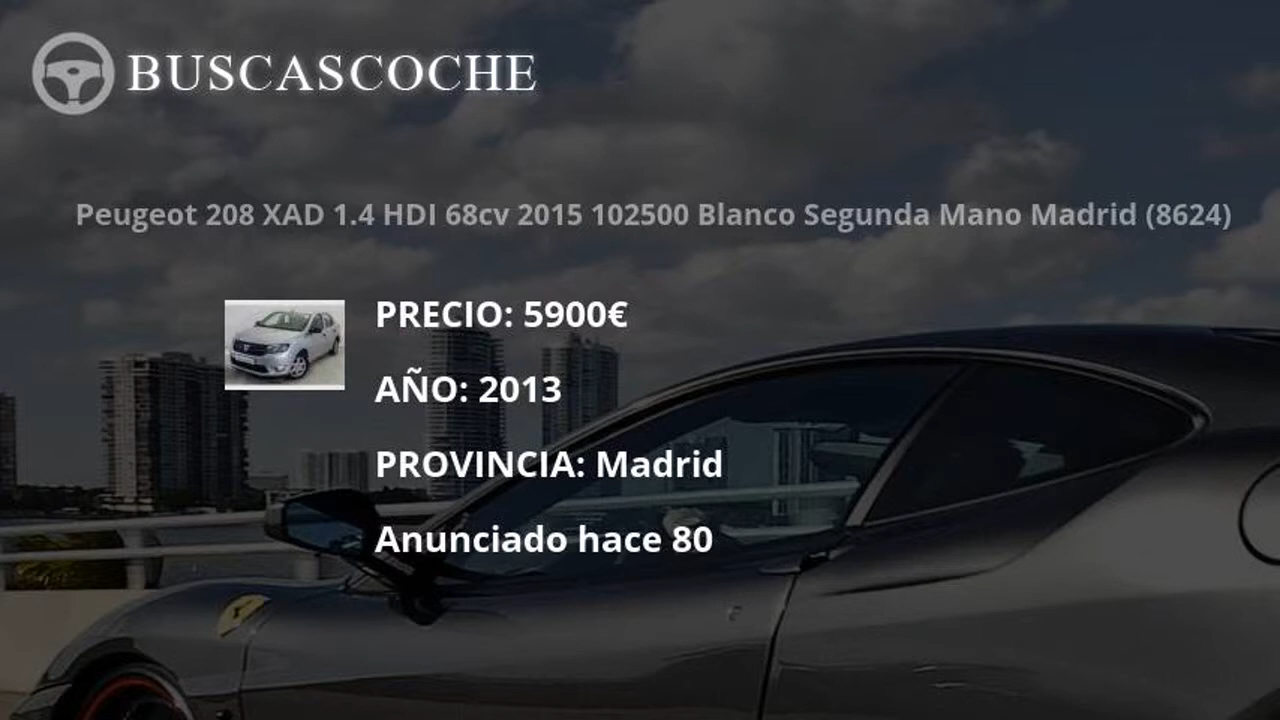 BUSCASCOCHE
Peugeot 208 XAD 1.4 HDI 68cv 2015 102500 Blanco Segunda Mano Madrid (8624)
PRECIO: 5900€
AÑO: 2013
PROVINCIA: Madrid
Anunciado hace 80